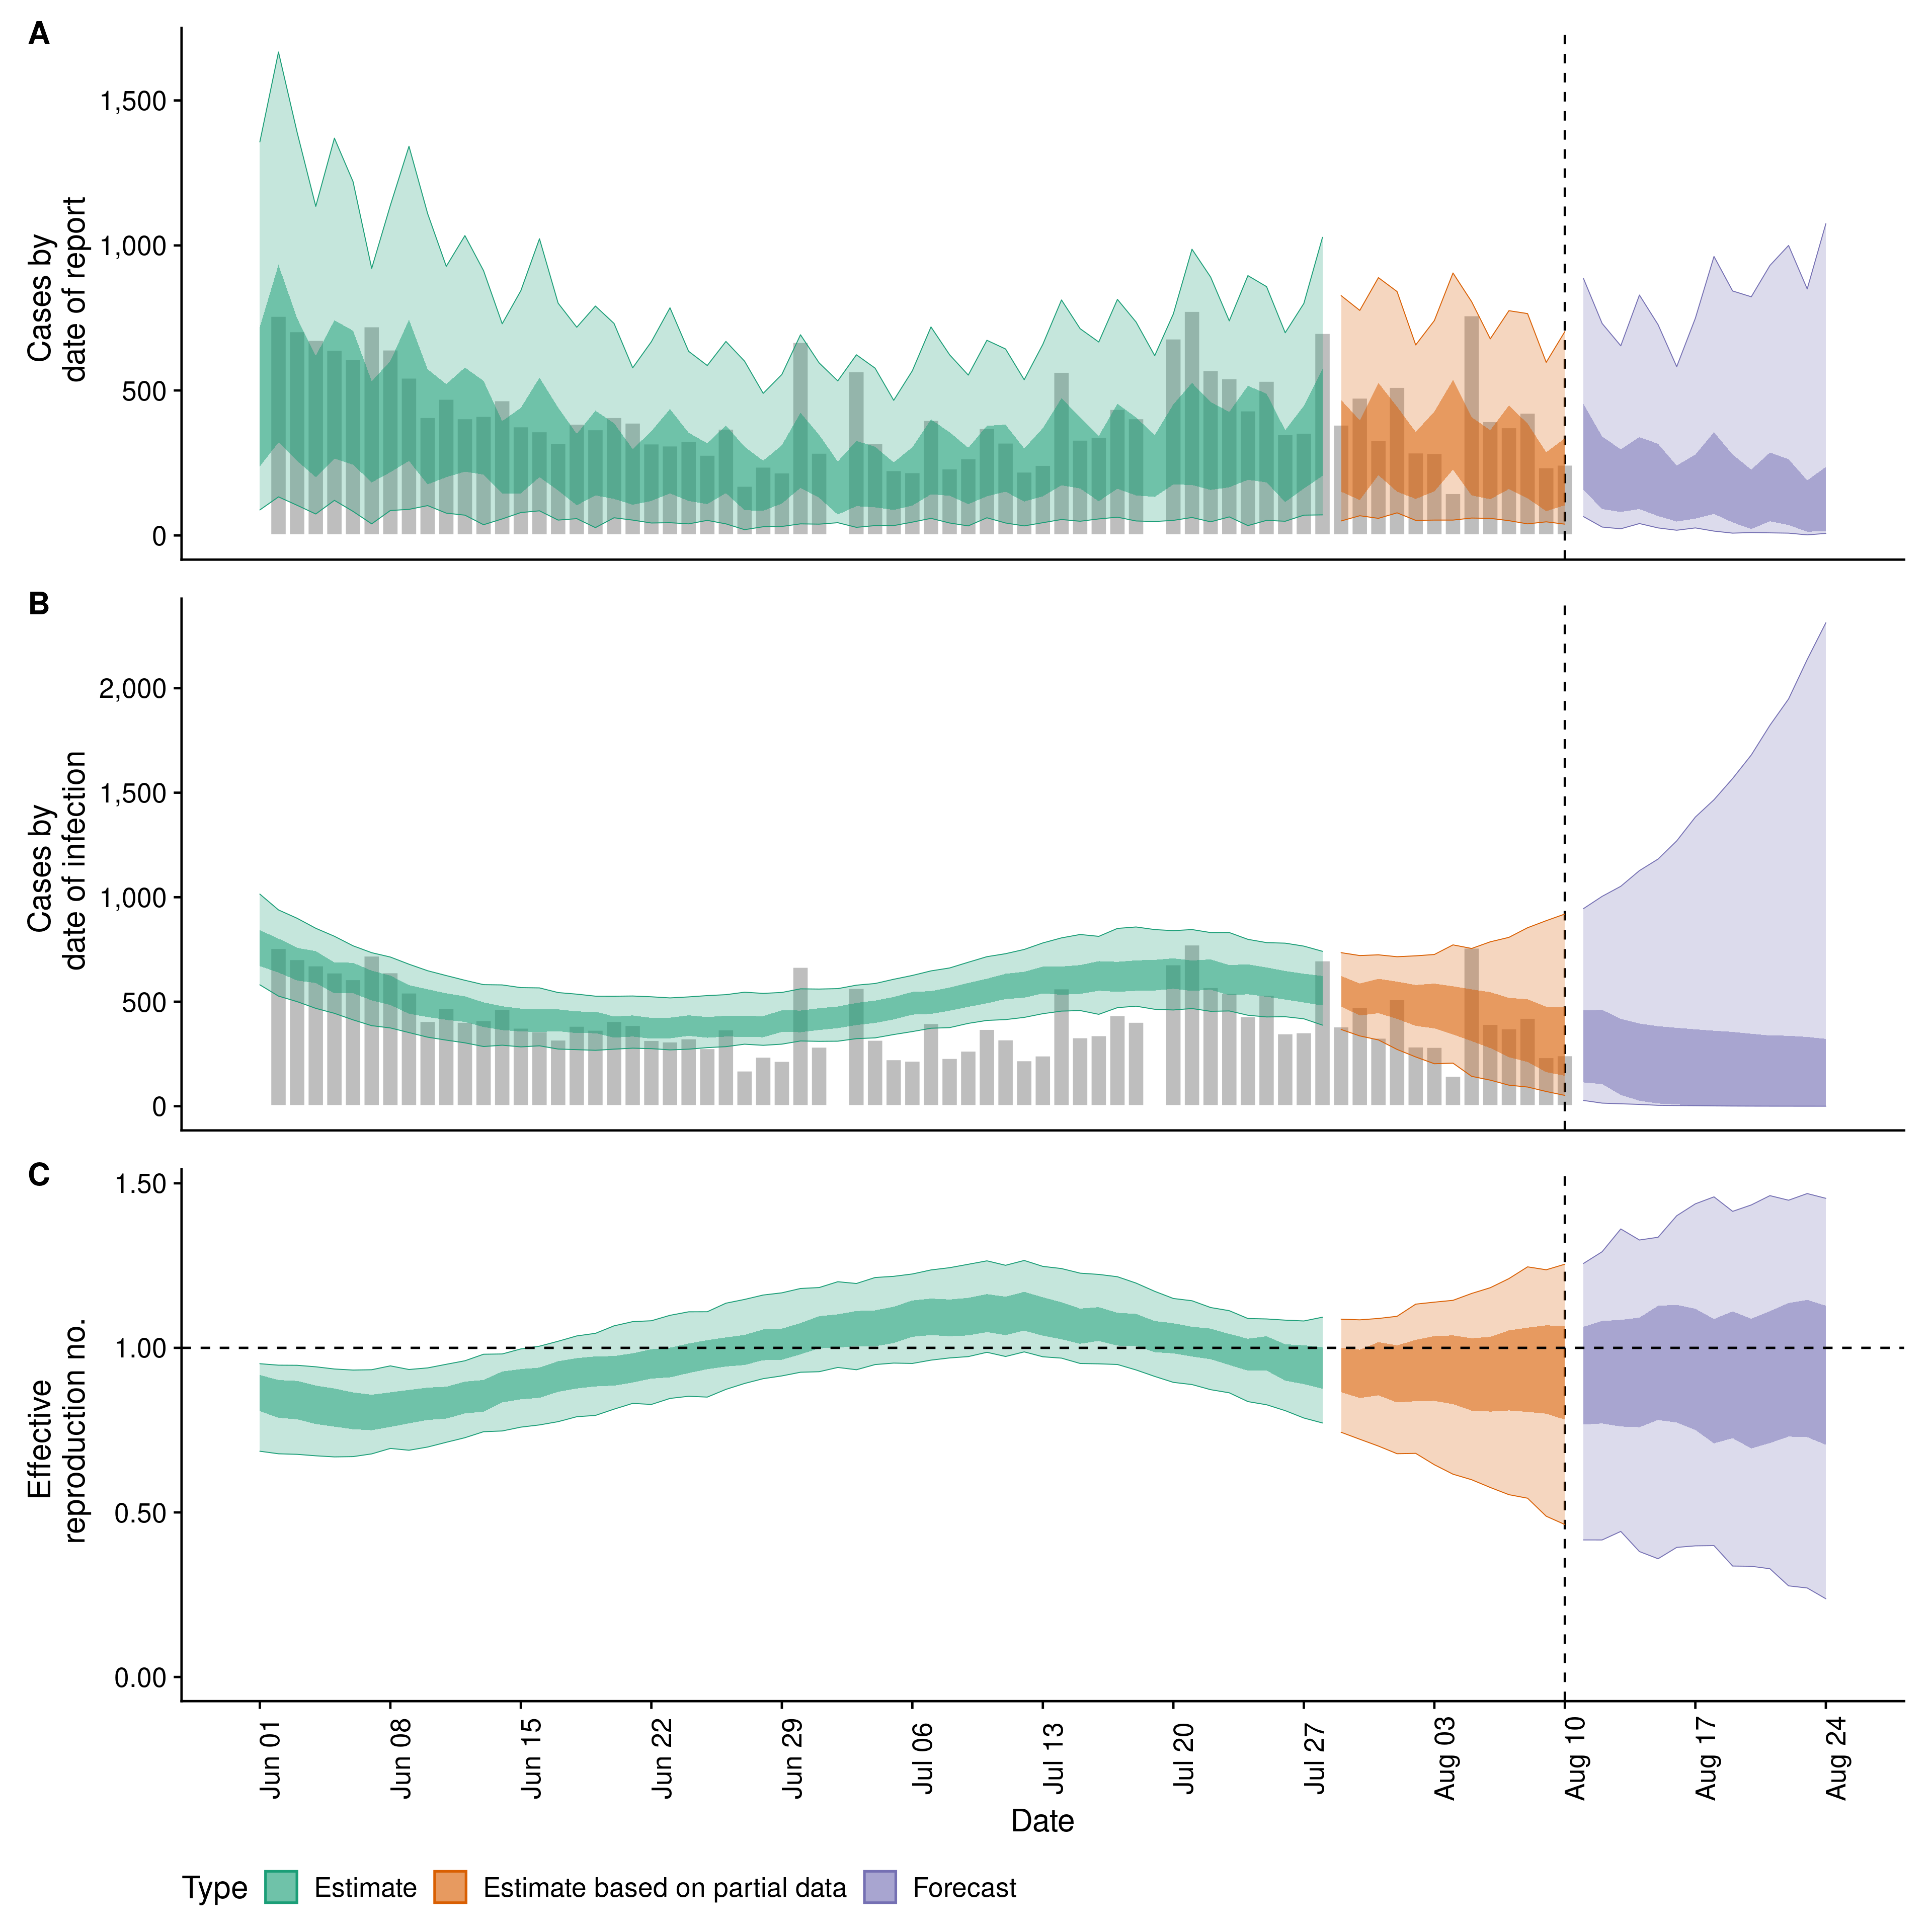 A
1,500
1,000
500
0
Cases by
date of report
B
2,000
1,500
1,000
500
0
Cases by
date of infection
C
1.50
1.00
0.50
0.00
Effective
reproduction no.
Jun 01
Jun 08
Jun 15
Jun 22
Jun 29
Jul 06
Jul 13
Jul 20
Jul 27
Aug 03
Aug 10
Aug 17
Aug 24
Date
Type Estimate Estimate based on partial data Forecast